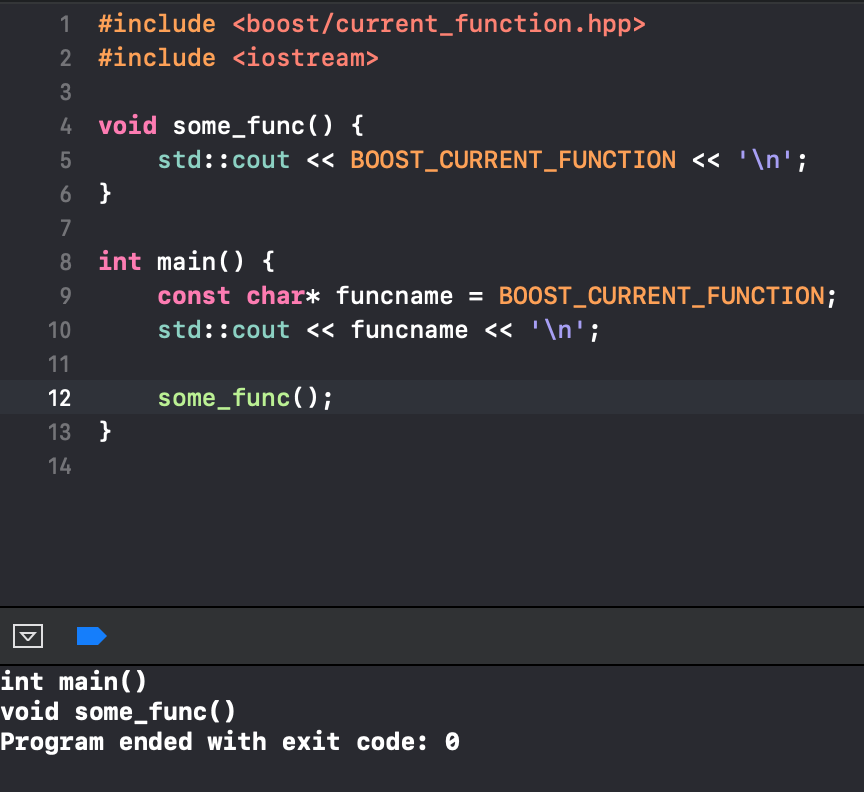 1 #include <boost/current_function.hpp>
2 #include <iostream>
3
4 void some_func() {
5     std::cout << BOOST_CURRENT_FUNCTION << '\n';
6 }
7
8 int main() {
9     const char* funcname = BOOST_CURRENT_FUNCTION;
10     std::cout << funcname << '\n';
11
12     some_func();
13 }
14
int main()
void some_func()
Program ended with exit code: 0